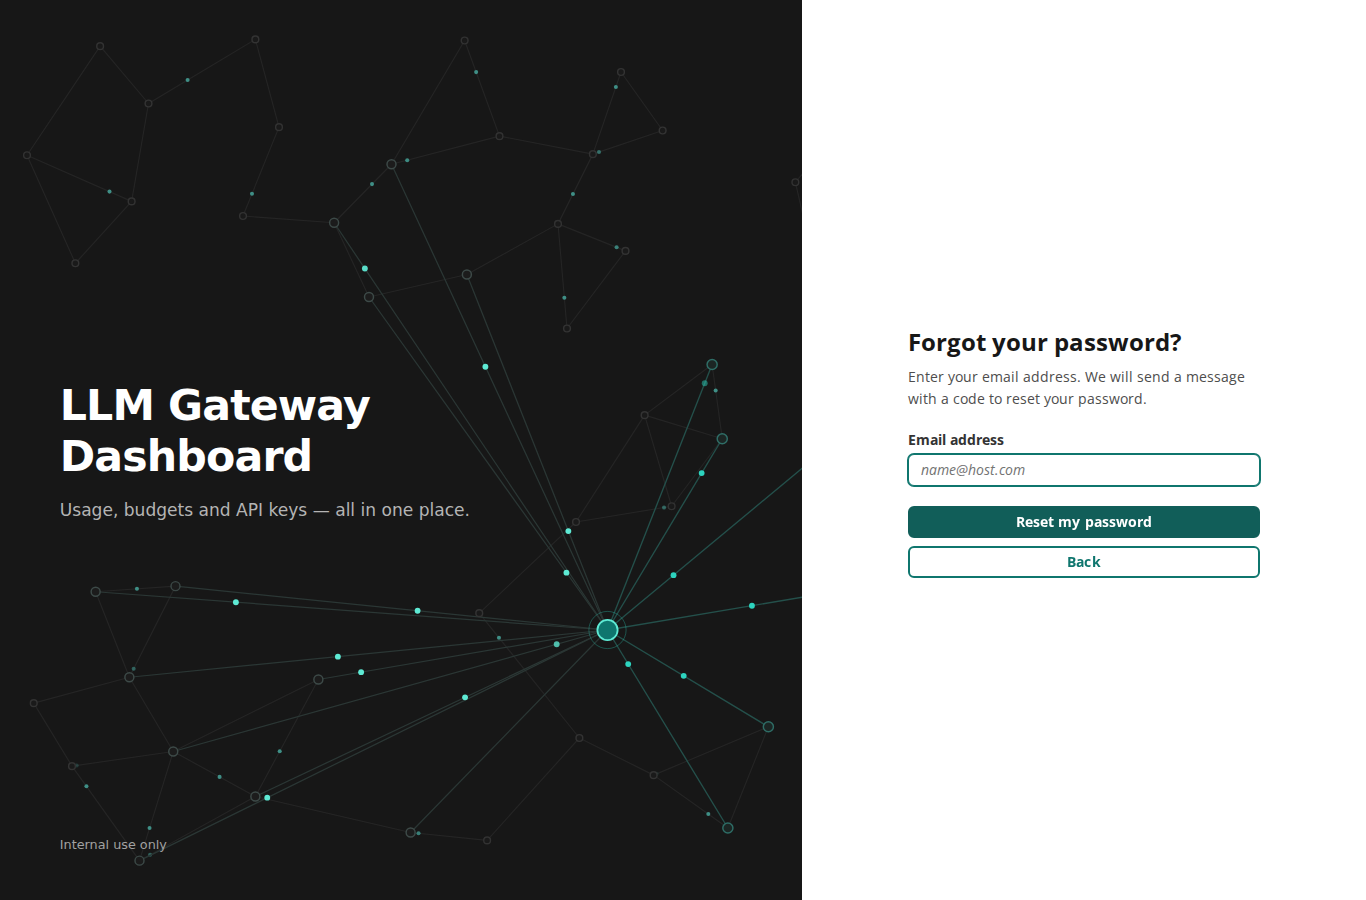 LLM Gateway
Dashboard
Usage, budgets and API keys — all in one place.
Internal use only
Forgot your password?
Enter your email address. We will send a message
with a code to reset your password.
Email address
name@host.com
Reset my password
Back